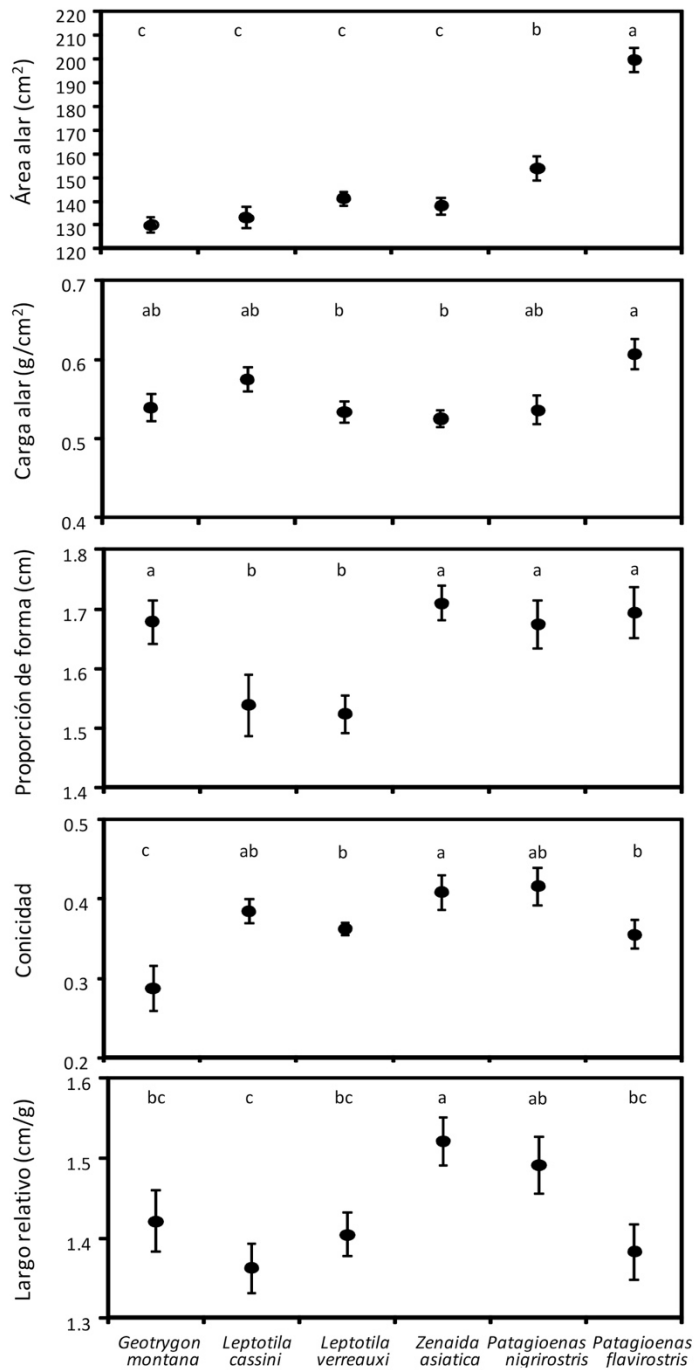 Área alar (cm²)
220
210
200
190
180
170
160
150
140
130
120
c c c c b a
Carga alar (g/cm²)
0.7
0.6
0.5
0.4
ab ab b b ab a
Proporción de forma (cm)
1.8
1.7
1.6
1.5
1.4
a b b a a a
Conicidad
0.5
0.4
0.3
0.2
c ab b a ab b
Largo relativo (cm/g)
1.6
1.5
1.4
1.3
bc c bc a ab bc
Geotrygon
montana
Leptotila
cassini
Leptotila
verreauxi
Zenaida
asiatica
Patagioenas
nigrirostris
Patagioenas
flavirostris